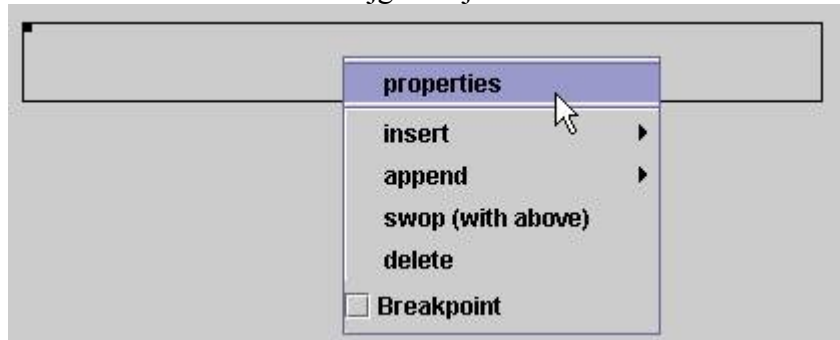 properties
insert
append
swop (with above)
delete
Breakpoint